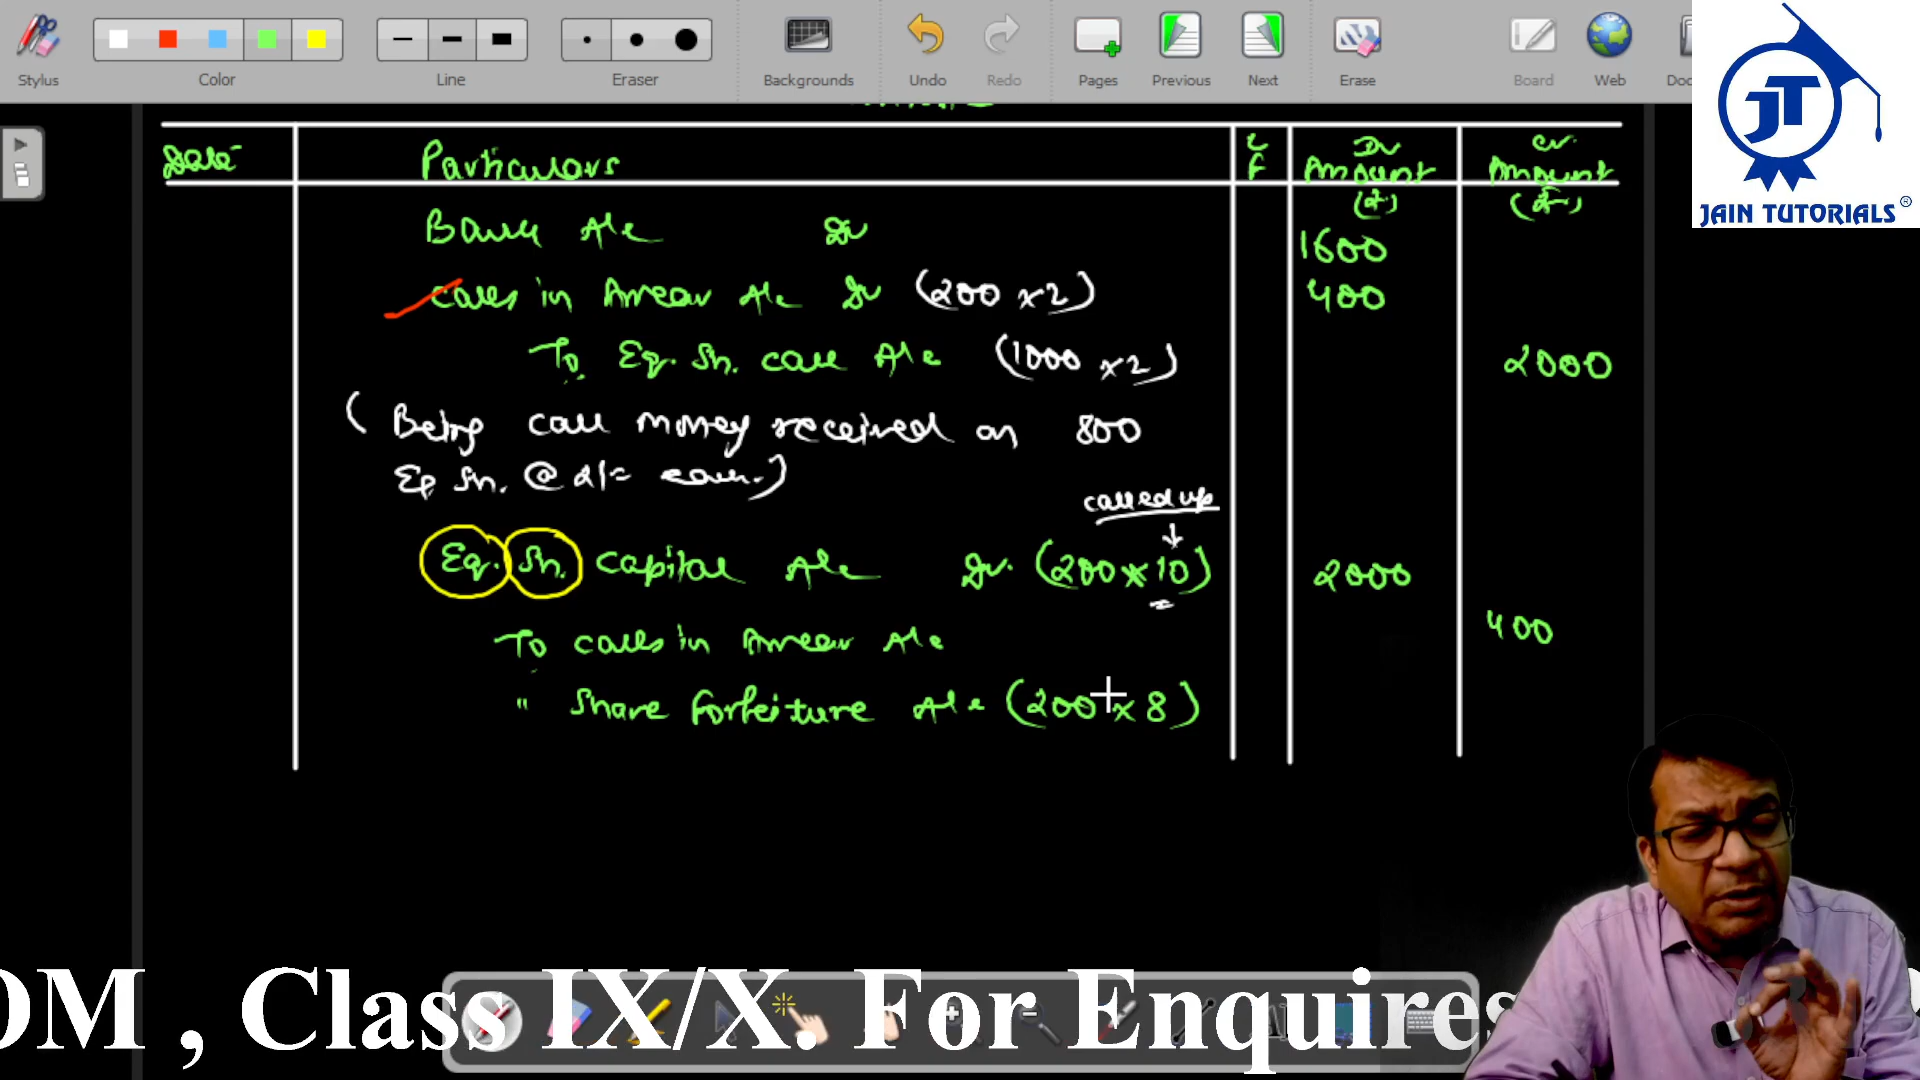 Stylus
Color
Line
Eraser
Backgrounds
Undo
Redo
Pages
Previous
Next
Erase
Board
Web
JT
JAIN TUTORIALS®
Date Particulars L F Dr Amount (₹) Cr. Amount (₹)
Bank A/c Dr 1600
Calls in Arrear A/c Dr (200 × 2) 400
To Eq. Sh. call A/c (1000 × 2) 2000
(Being call money received on 800
Eq Sh. @ 2/= each.)
called up
Eq. Sh. Capital A/c Dr. (200 × 10) 2000
To calls in Arrear A/c 400
" Share Forfeiture A/c (200 × 8)
OM , Class IX/X. For Enquires